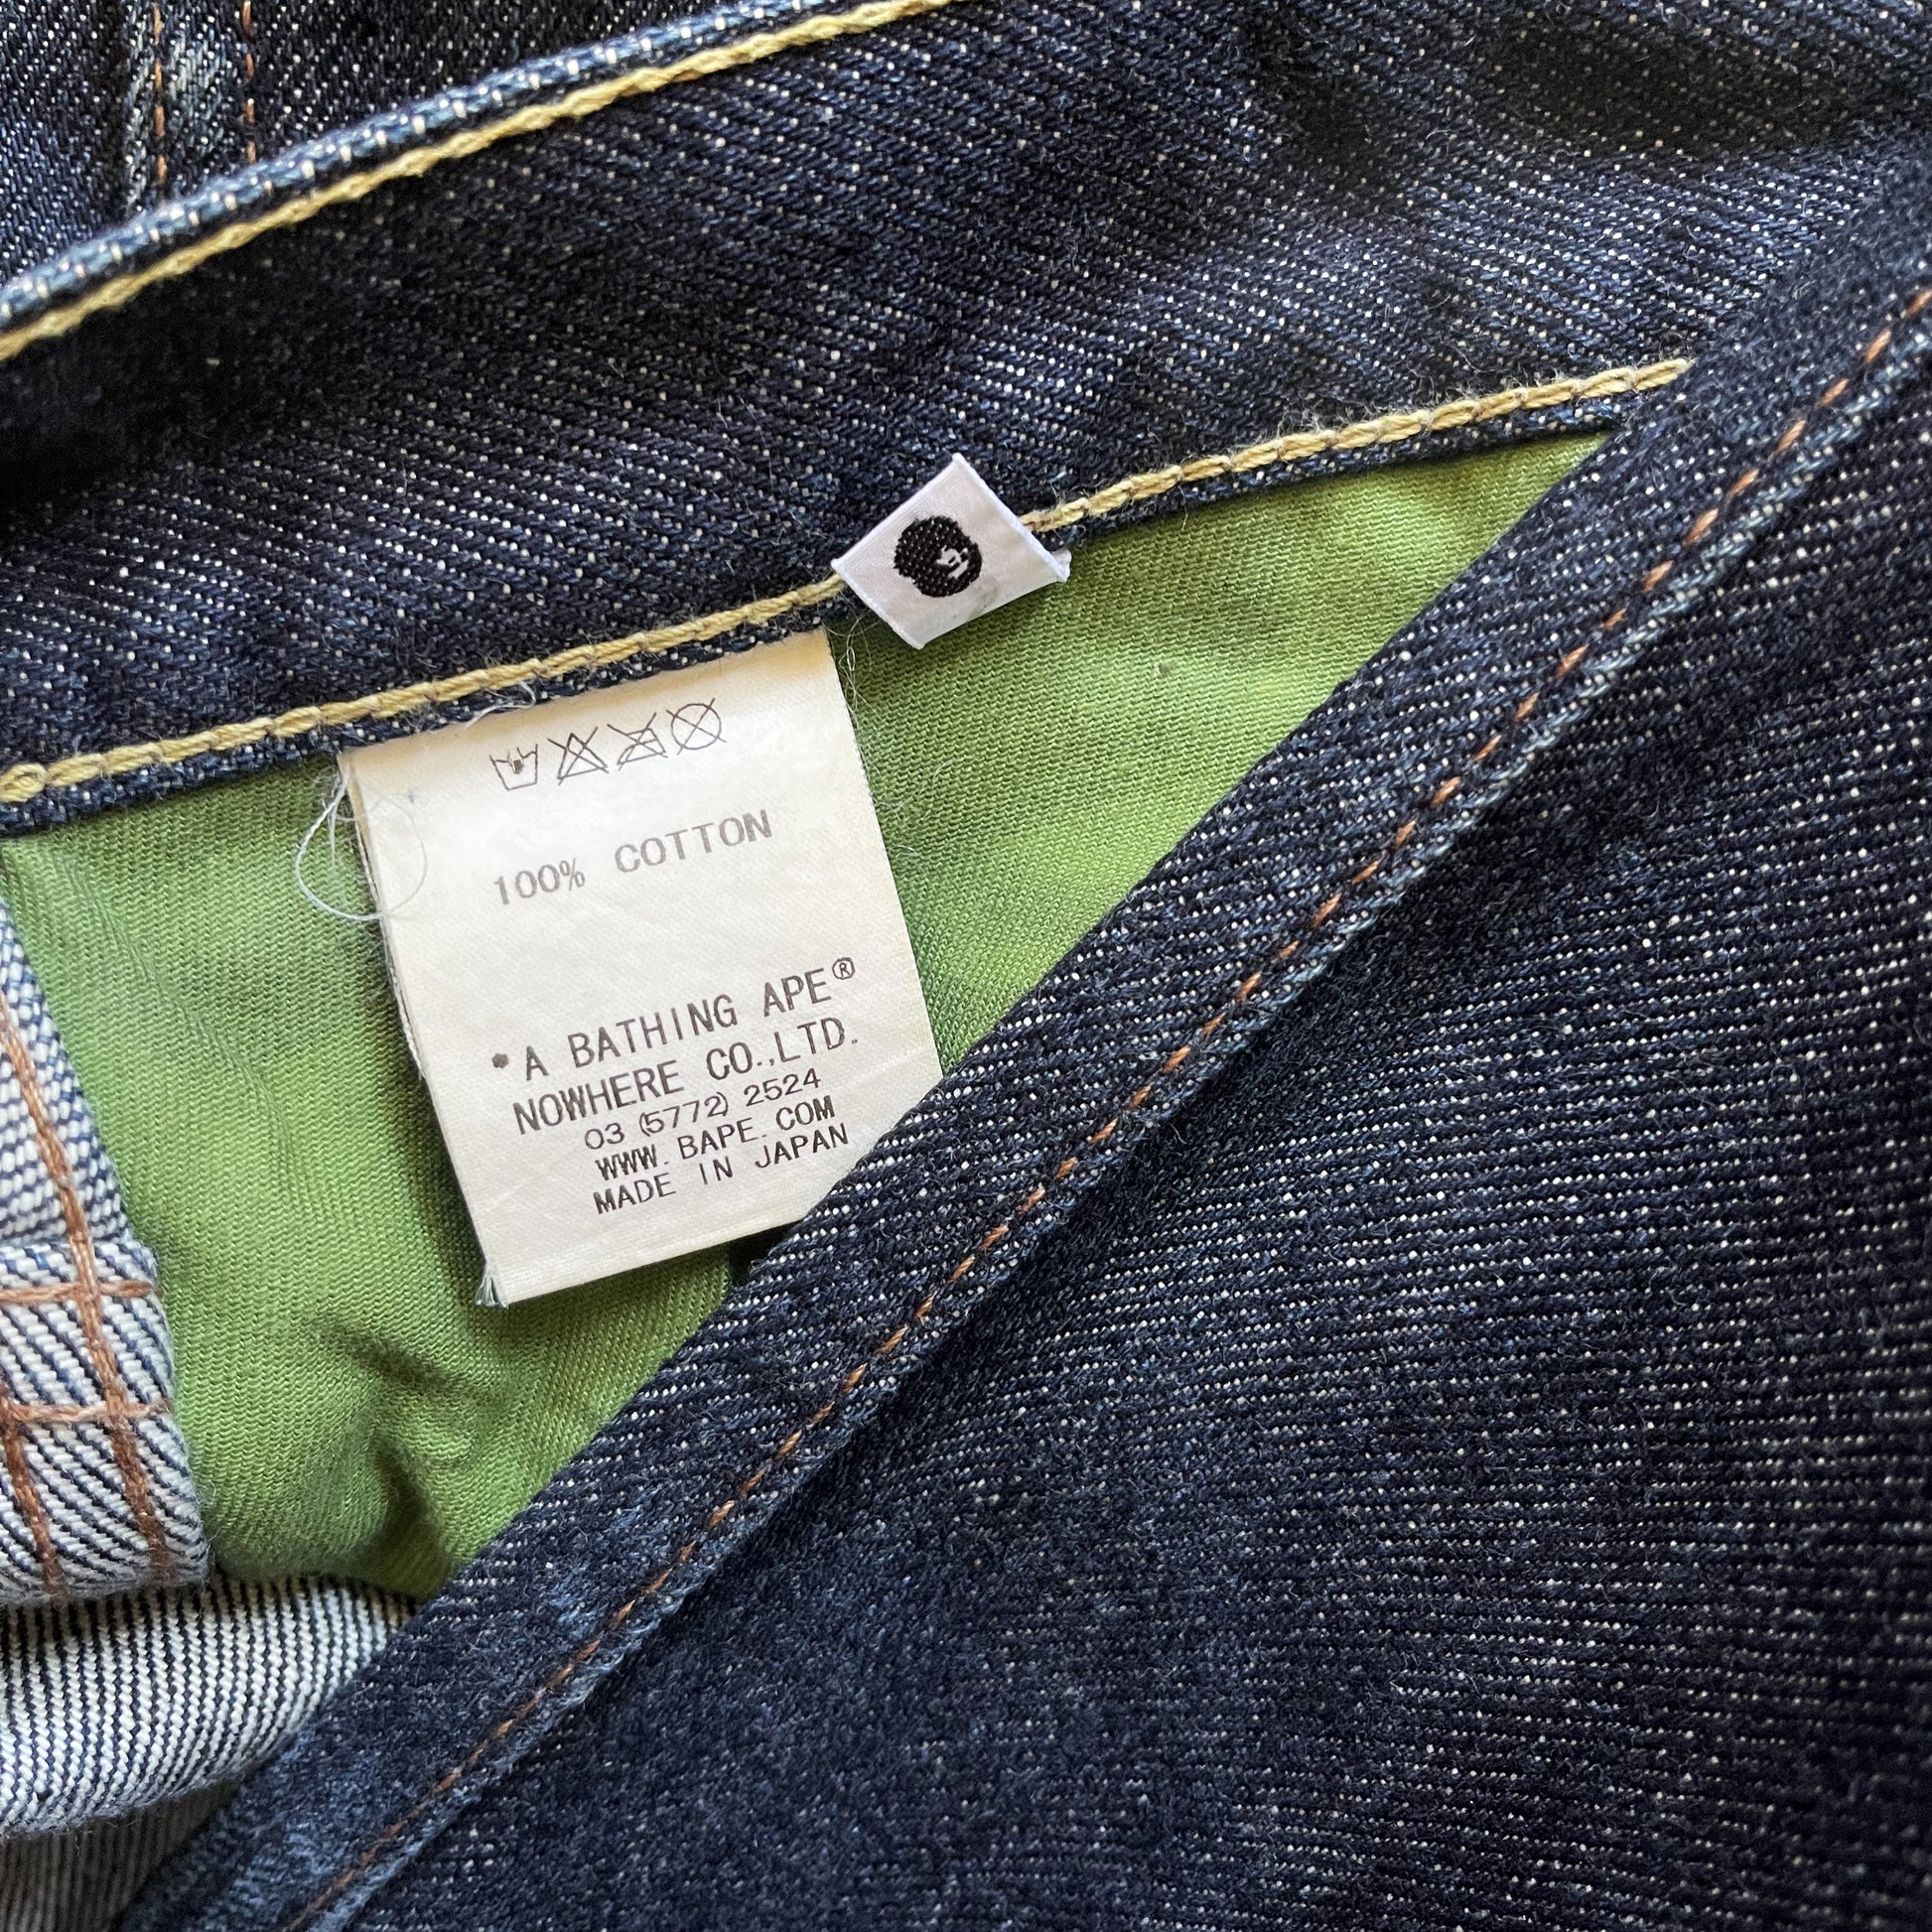 100% COTTON
*A BATHING APE®
NOWHERE CO.,LTD.
03 (5772) 2524
WWW.BAPE.COM
MADE IN JAPAN